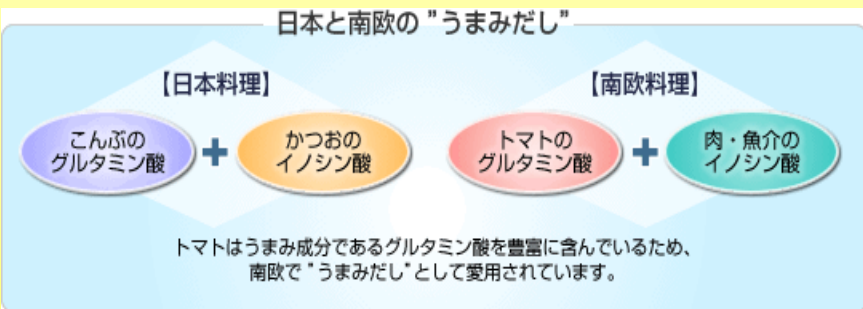 日本と南欧の "うまみだし"
【日本料理】
【南欧料理】
こんぶの
グルタミン酸
+
かつおの
イノシン酸
トマトの
グルタミン酸
+
肉・魚介の
イノシン酸
トマトはうまみ成分であるグルタミン酸を豊富に含んでいるため、
南欧で "うまみだし" として愛用されています。